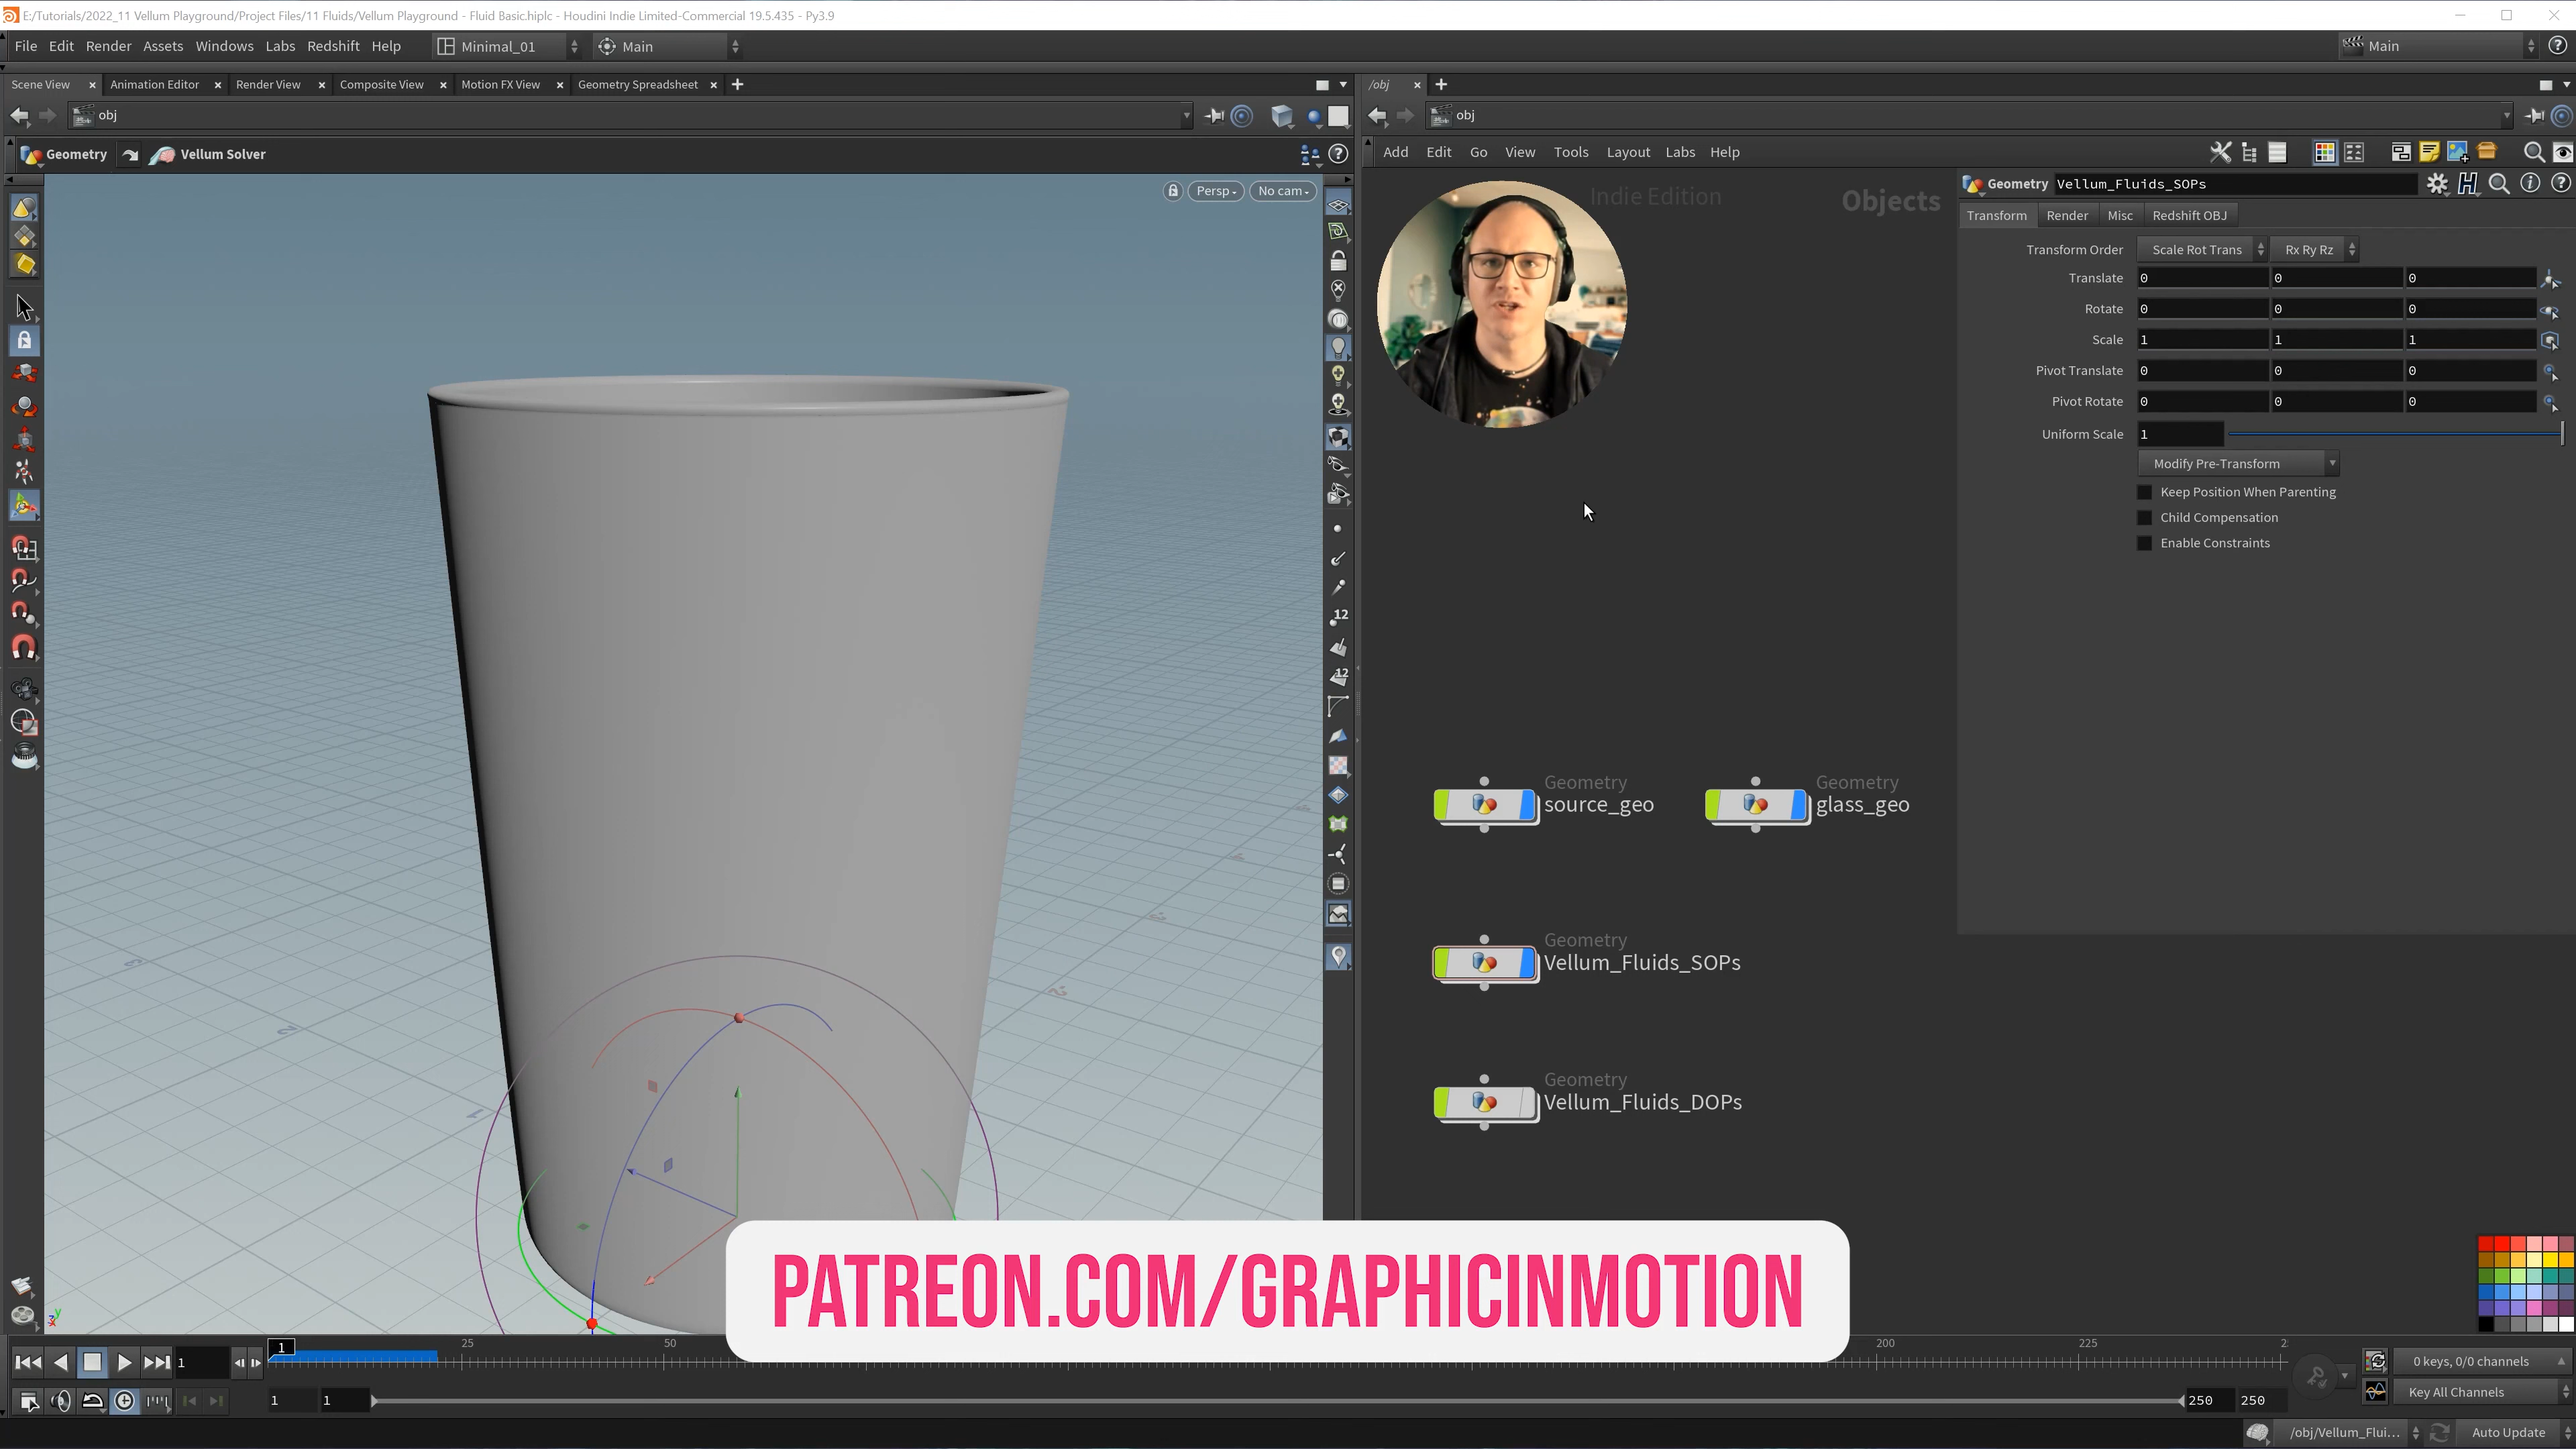 E:/Tutorials/2022_11 Vellum Playground/Project Files/11 Fluids/Vellum Playground - Fluid Basic.hiplc - Houdini Indie Limited-Commercial 19.5.435 - Py3.9
File Edit Render Assets Windows Labs Redshift Help Minimal_01 Main Main
Scene View Animation Editor Render View Composite View Motion FX View Geometry Spreadsheet /obj
obj obj
Geometry Vellum Solver
Add Edit Go View Tools Layout Labs Help
Persp No cam
Indie Edition
Objects
Geometry Vellum_Fluids_SOPs
Transform Render Misc Redshift OBJ
Transform Order Scale Rot Trans Rx Ry Rz
Translate 0 0 0
Rotate 0 0 0
Scale 1 1 1
Pivot Translate 0 0 0
Pivot Rotate 0 0 0
Uniform Scale 1
Modify Pre-Transform
Keep Position When Parenting
Child Compensation
Enable Constraints
12
12
Geometry
source_geo
Geometry
glass_geo
Geometry
Vellum_Fluids_SOPs
Geometry
Vellum_Fluids_DOPs
PATREON.COM/GRAPHICINMOTION
1 1 25 50 200 225
0 keys, 0/0 channels
1 1 250 250
Key All Channels
/obj/Vellum_Flui... Auto Update